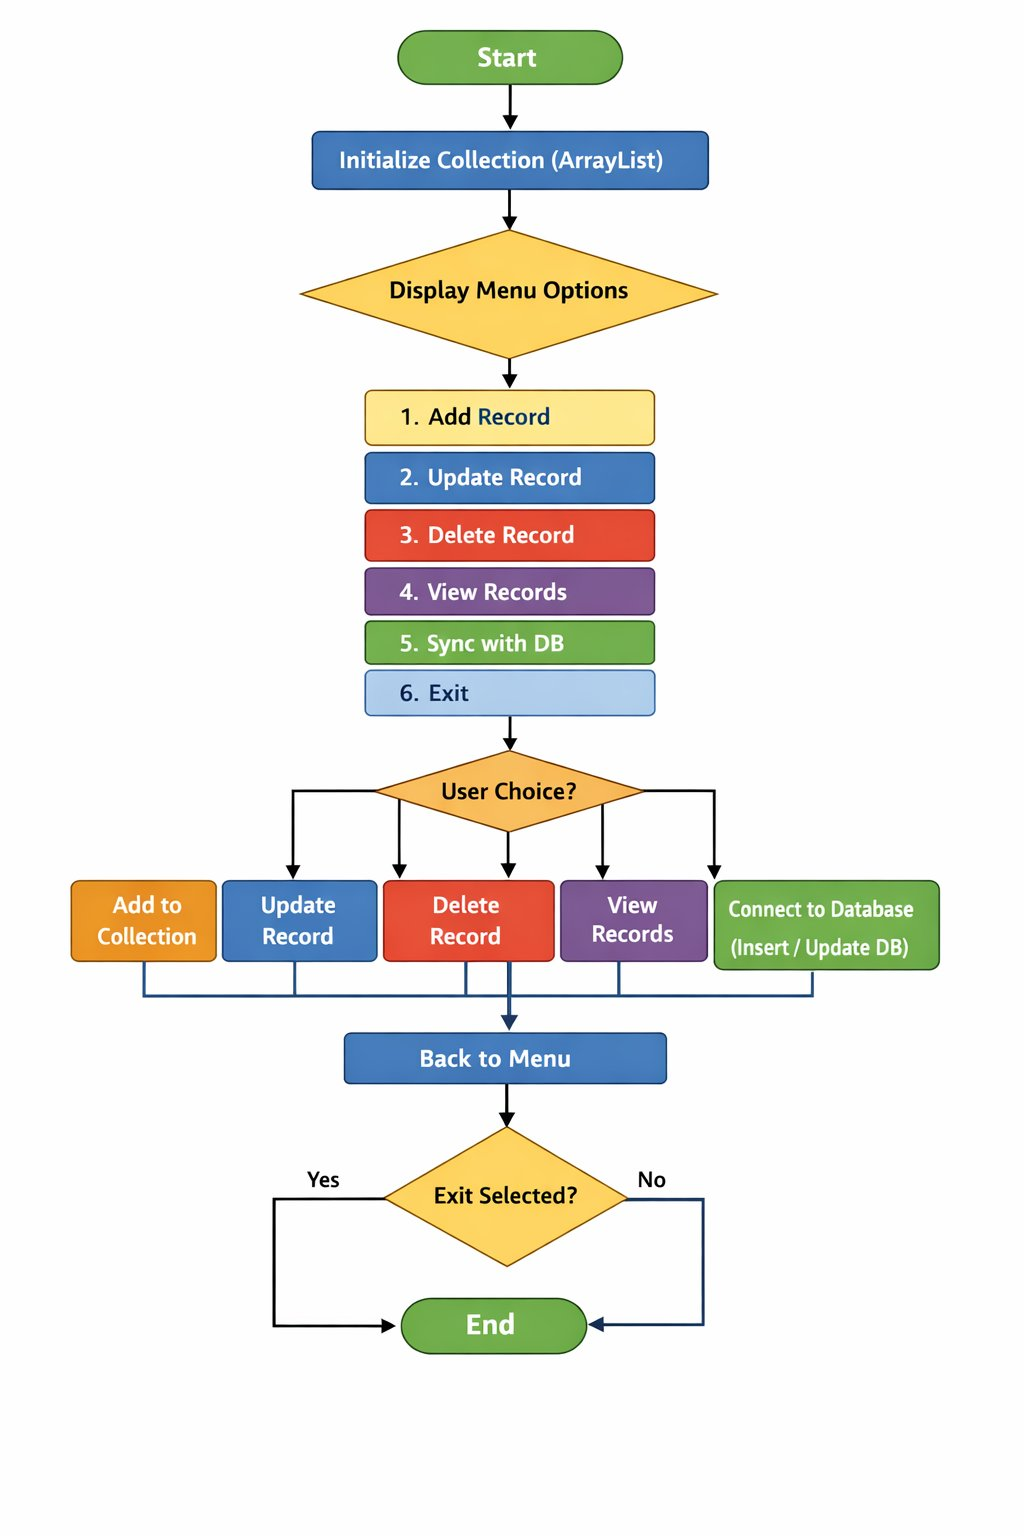 Start
Initialize Collection (ArrayList)
Display Menu Options
1. Add Record
2. Update Record
3. Delete Record
4. View Records
5. Sync with DB
6. Exit
User Choice?
Add to
Collection
Update
Record
Delete
Record
View
Records
Connect to Database
(Insert / Update DB)
Back to Menu
Yes
Exit Selected?
No
End